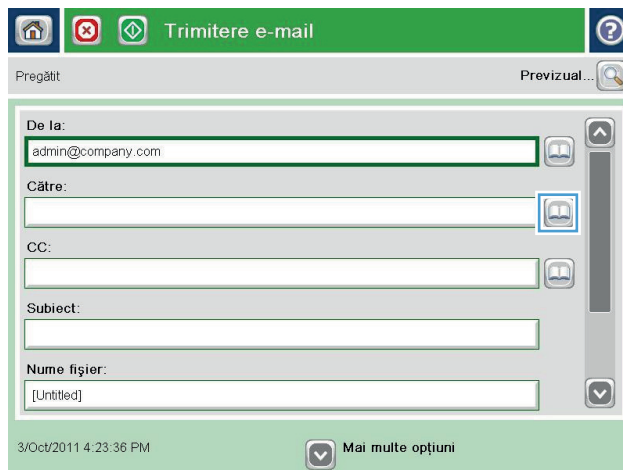 Trimitere e-mail
?
Pregătit
Previzual...
De la:
admin@company.com
Către:
CC:
Subiect:
Nume fişier:
[Untitled]
3/Oct/2011 4:23:36 PM
Mai multe opţiuni